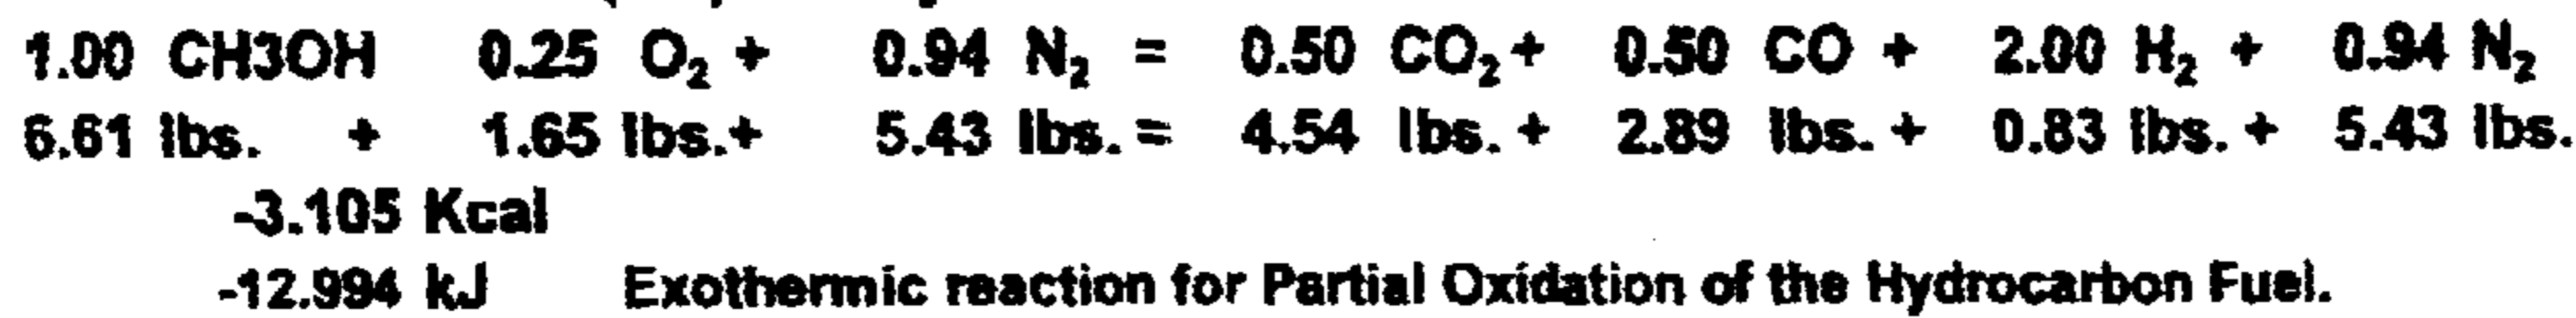 1.00 CH3OH 0.25 O₂ + 0.94 N₂ = 0.50 CO₂ + 0.50 CO + 2.00 H₂ + 0.94 N₂
6.61 lbs. + 1.65 lbs.+ 5.43 lbs. = 4.54 lbs. + 2.89 lbs. + 0.83 lbs. + 5.43 lbs.
-3.105 Kcal
-12.994 kJ Exothermic reaction for Partial Oxidation of the Hydrocarbon Fuel.